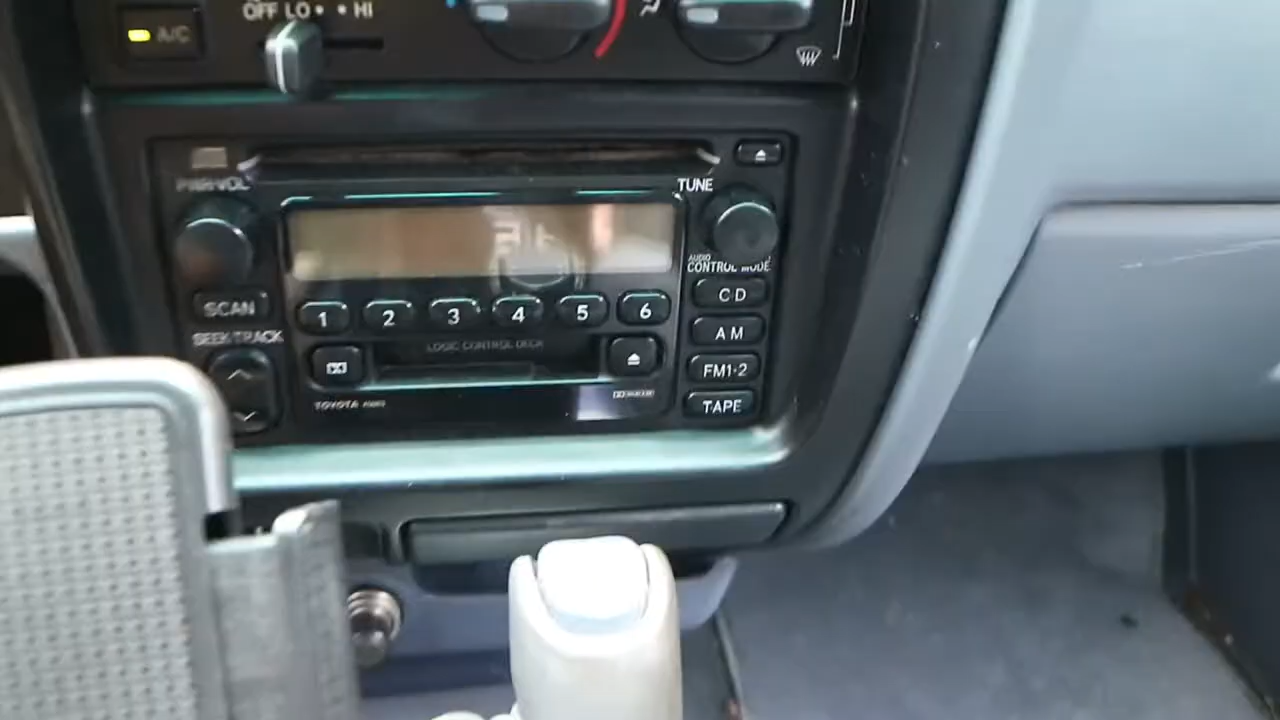 OFF LO • • HI
A/C
PWR•VOL
TUNE
AUDIO
CONTROL MODE
SCAN
1 2 3 4 5 6
CD
SEEK•TRACK
AM
LOGIC CONTROL DECK
FM1•2
TAPE
TOYOTA